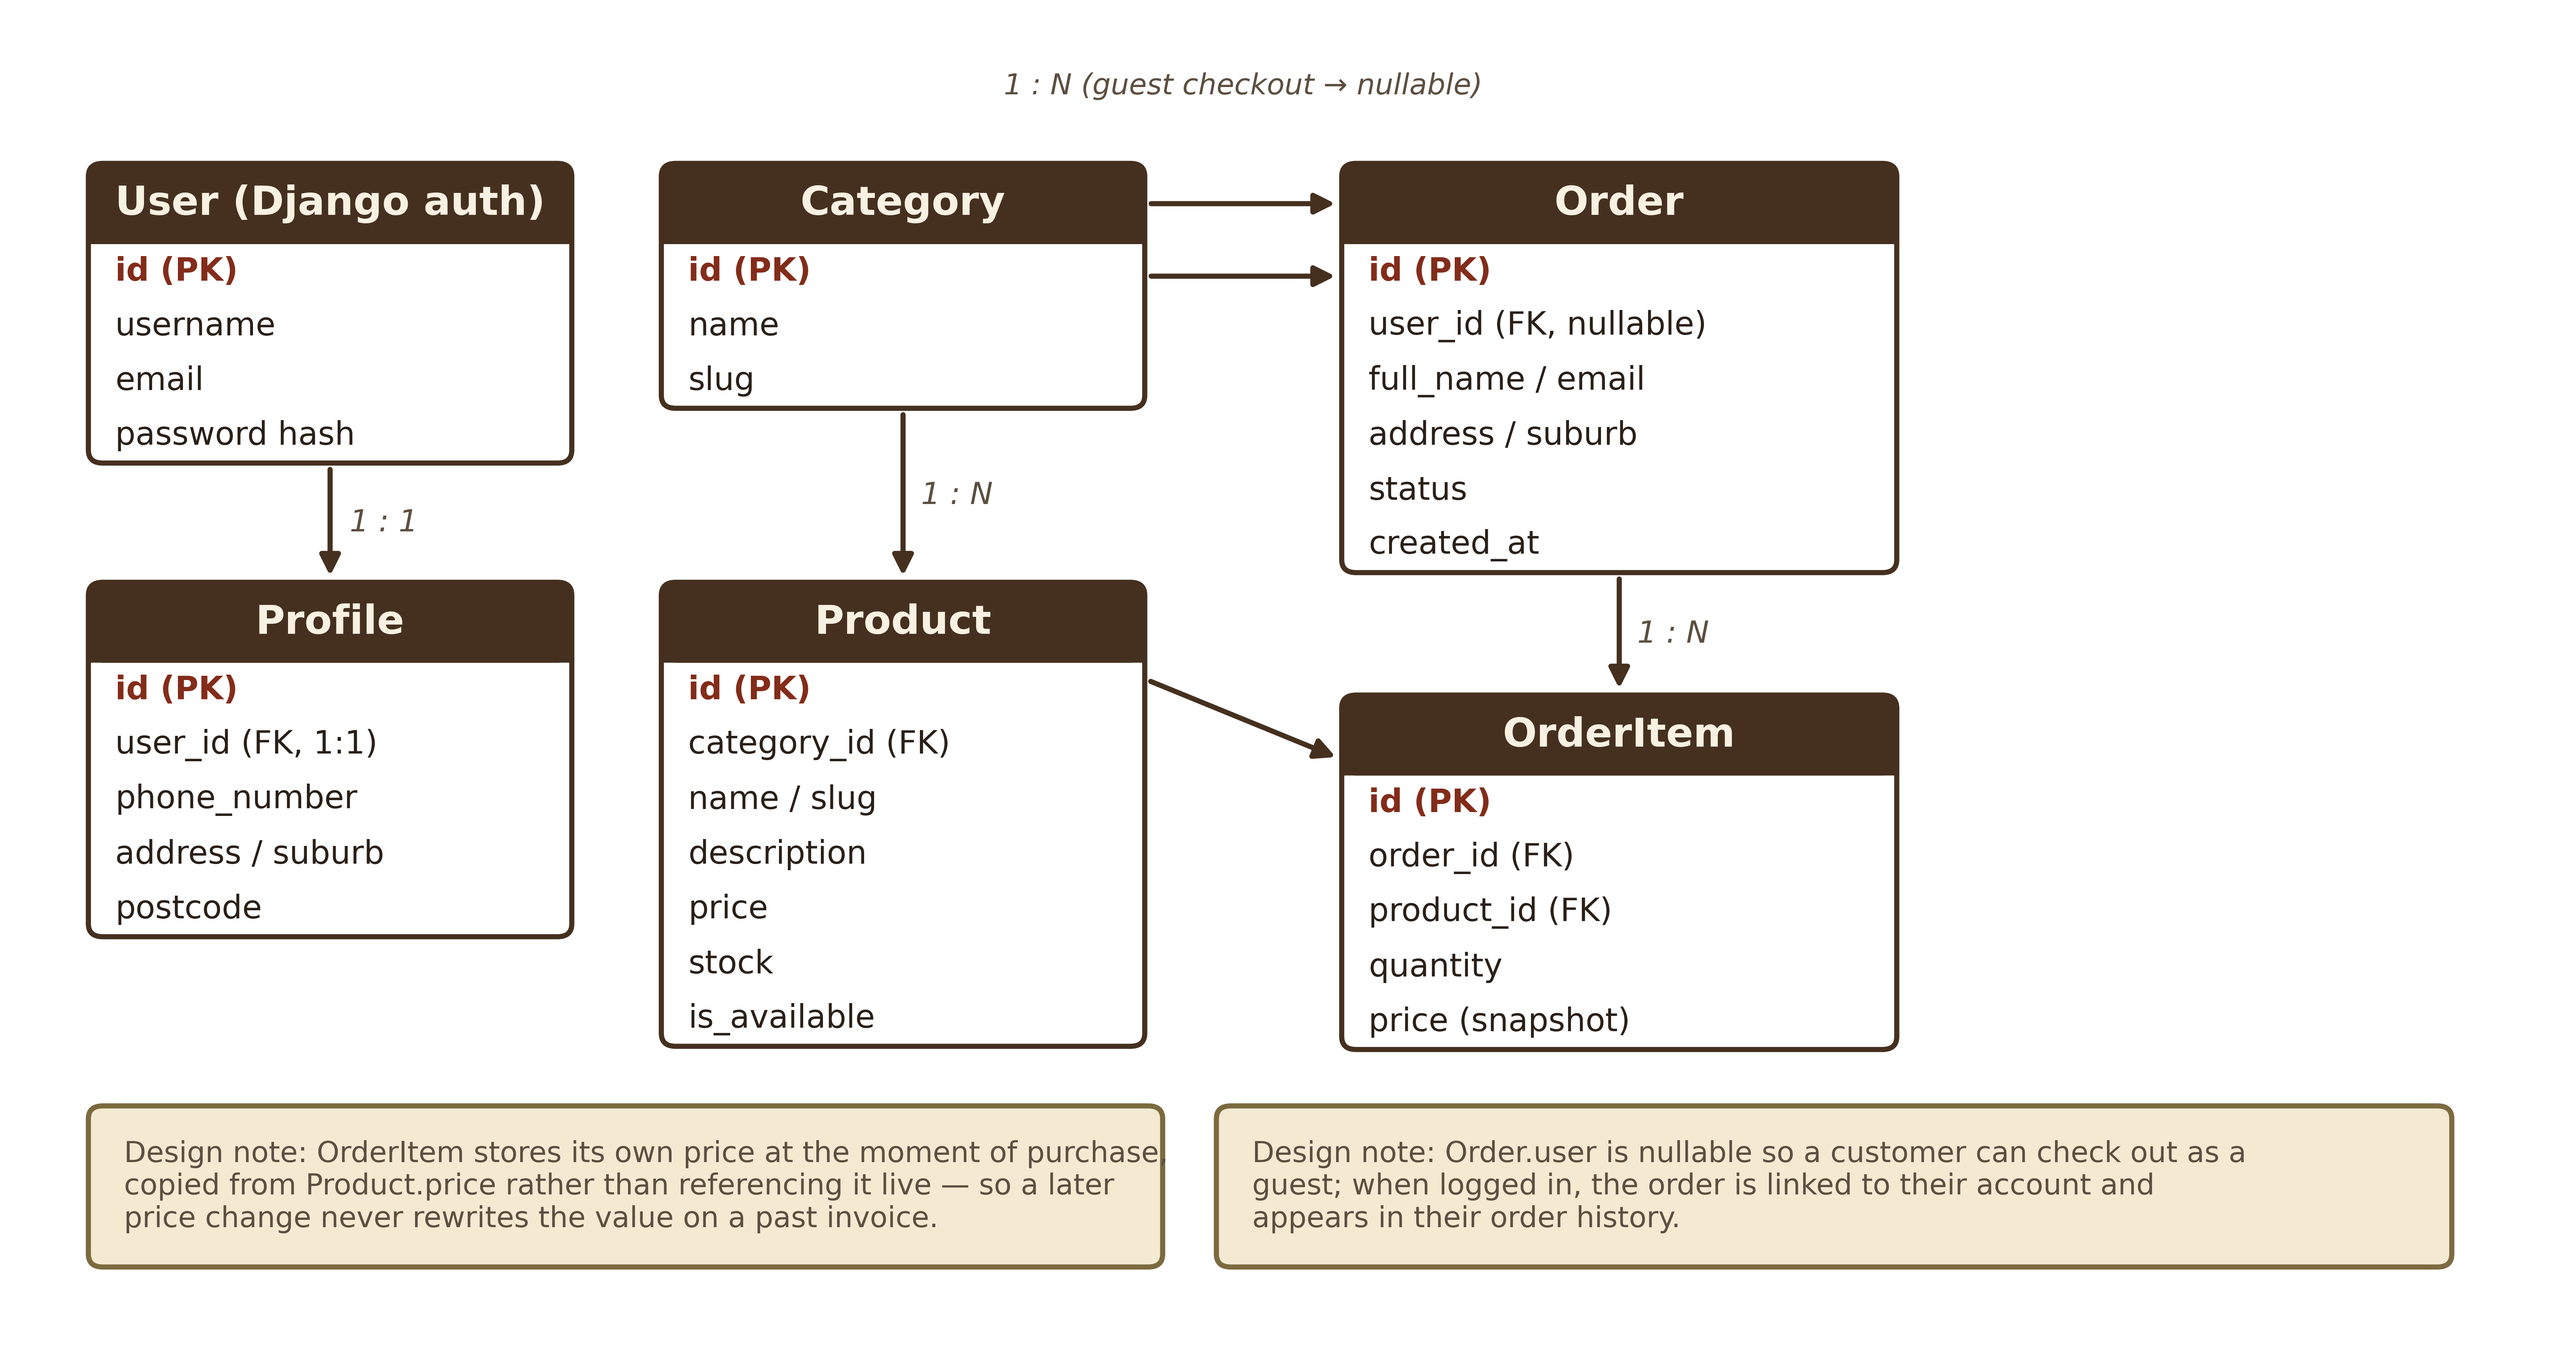 1 : N (guest checkout → nullable)
User (Django auth)
id (PK)
username
email
password hash
1 : 1
Profile
id (PK)
user_id (FK, 1:1)
phone_number
address / suburb
postcode
Category
id (PK)
name
slug
1 : N
Product
id (PK)
category_id (FK)
name / slug
description
price
stock
is_available
Order
id (PK)
user_id (FK, nullable)
full_name / email
address / suburb
status
created_at
1 : N
OrderItem
id (PK)
order_id (FK)
product_id (FK)
quantity
price (snapshot)
Design note: OrderItem stores its own price at the moment of purchase,
copied from Product.price rather than referencing it live — so a later
price change never rewrites the value on a past invoice.
Design note: Order.user is nullable so a customer can check out as a
guest; when logged in, the order is linked to their account and
appears in their order history.